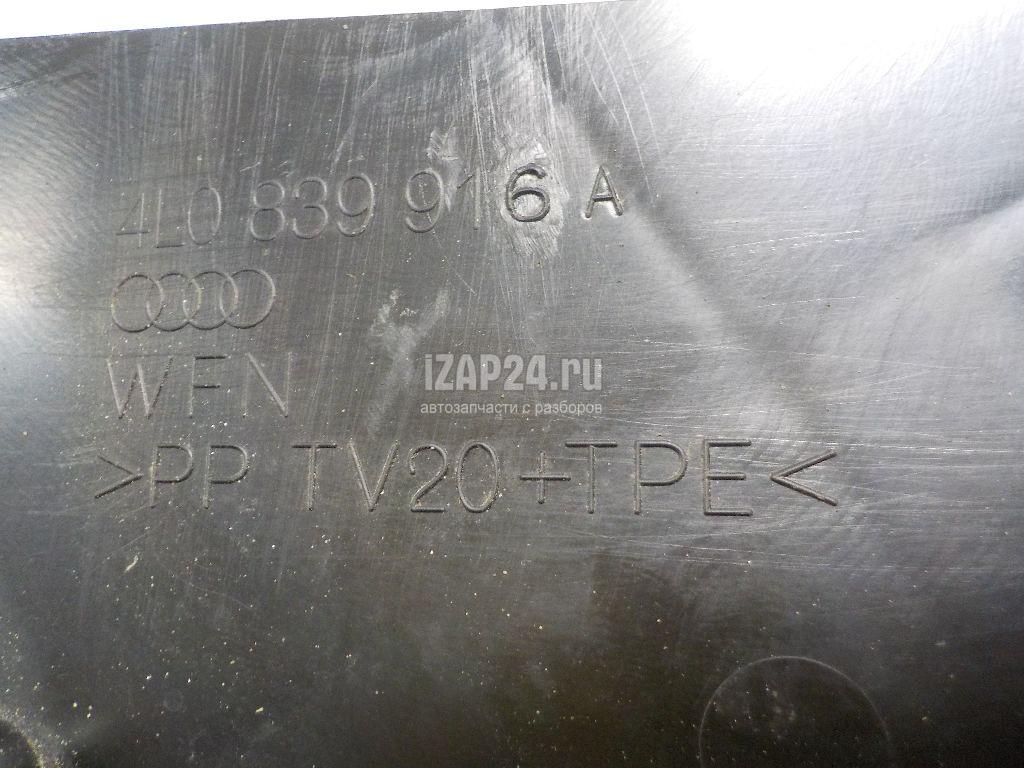 4L0 839 916 A
WFN
iZAP24.ru
автозапчасти с разборов
>PP TV20+TPE<